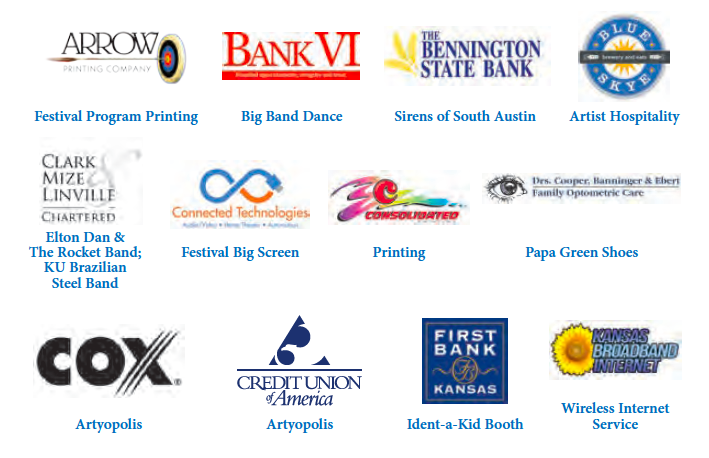 ARROW
PRINTING COMPANY
Festival Program Printing
BANK VI
Big Band Dance
THE
BENNINGTON
STATE BANK
Sirens of South Austin
BLUE
brewery and eats
SKYE
Artist Hospitality
CLARK
MIZE &
LINVILLE
CHARTERED
Elton Dan &
The Rocket Band;
KU Brazilian
Steel Band
Connected Technologies
Audio/Video • Home Theater • Automation
Festival Big Screen
CONSOLIDATED
Printing
Drs. Cooper, Banninger & Ebert
Family Optometric Care
Papa Green Shoes
COX
Artyopolis
CREDIT UNION
of America
Artyopolis
FIRST
BANK
FB
KANSAS
Ident-a-Kid Booth
KANSAS
BROADBAND
INTERNET
Wireless Internet
Service